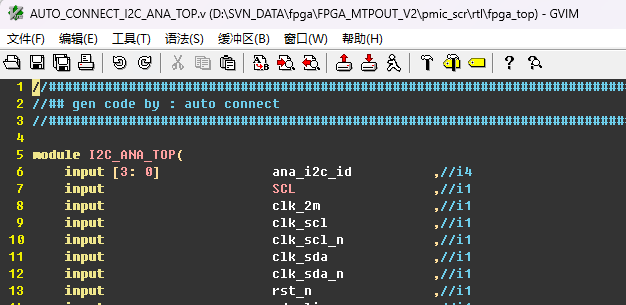 AUTO_CONNECT_I2C_ANA_TOP.v (D:\SVN_DATA\fpga\FPGA_MTPOUT_V2\pmic_scr\rtl\fpga_top) - GVIM
文件(F) 编辑(E) 工具(T) 语法(S) 缓冲区(B) 窗口(W) 帮助(H)
1 //##########################################################################
2 //## gen code by : auto connect
3 //##########################################################################
4
5 module I2C_ANA_TOP(
6 input [3: 0] ana_i2c_id ,//i4
7 input SCL ,//i1
8 input clk_2m ,//i1
9 input clk_scl ,//i1
10 input clk_scl_n ,//i1
11 input clk_sda ,//i1
12 input clk_sda_n ,//i1
13 input rst_n ,//i1